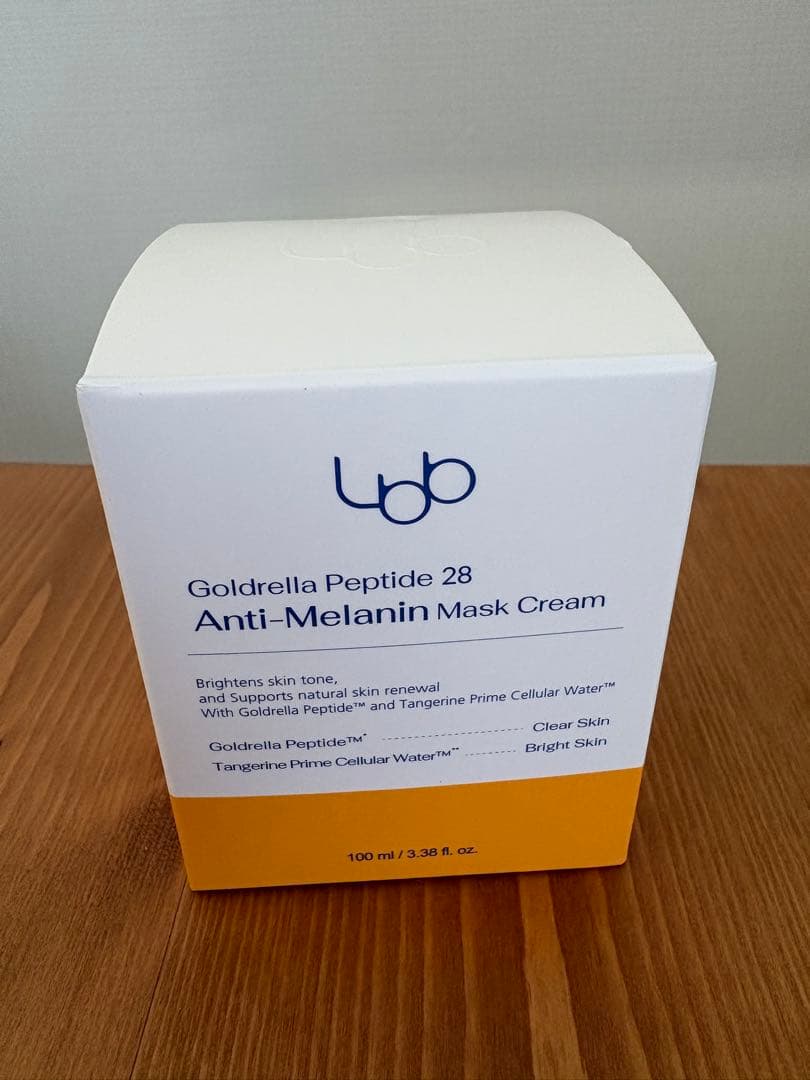 Lbb
Goldrella Peptide 28
Anti-Melanin Mask Cream
Brightens skin tone,
and Supports natural skin renewal
With Goldrella Peptide™ and Tangerine Prime Cellular Water™
Goldrella Peptide™* ------------------------ Clear Skin
Tangerine Prime Cellular Water™** ---------- Bright Skin
100 ml / 3.38 fl. oz.